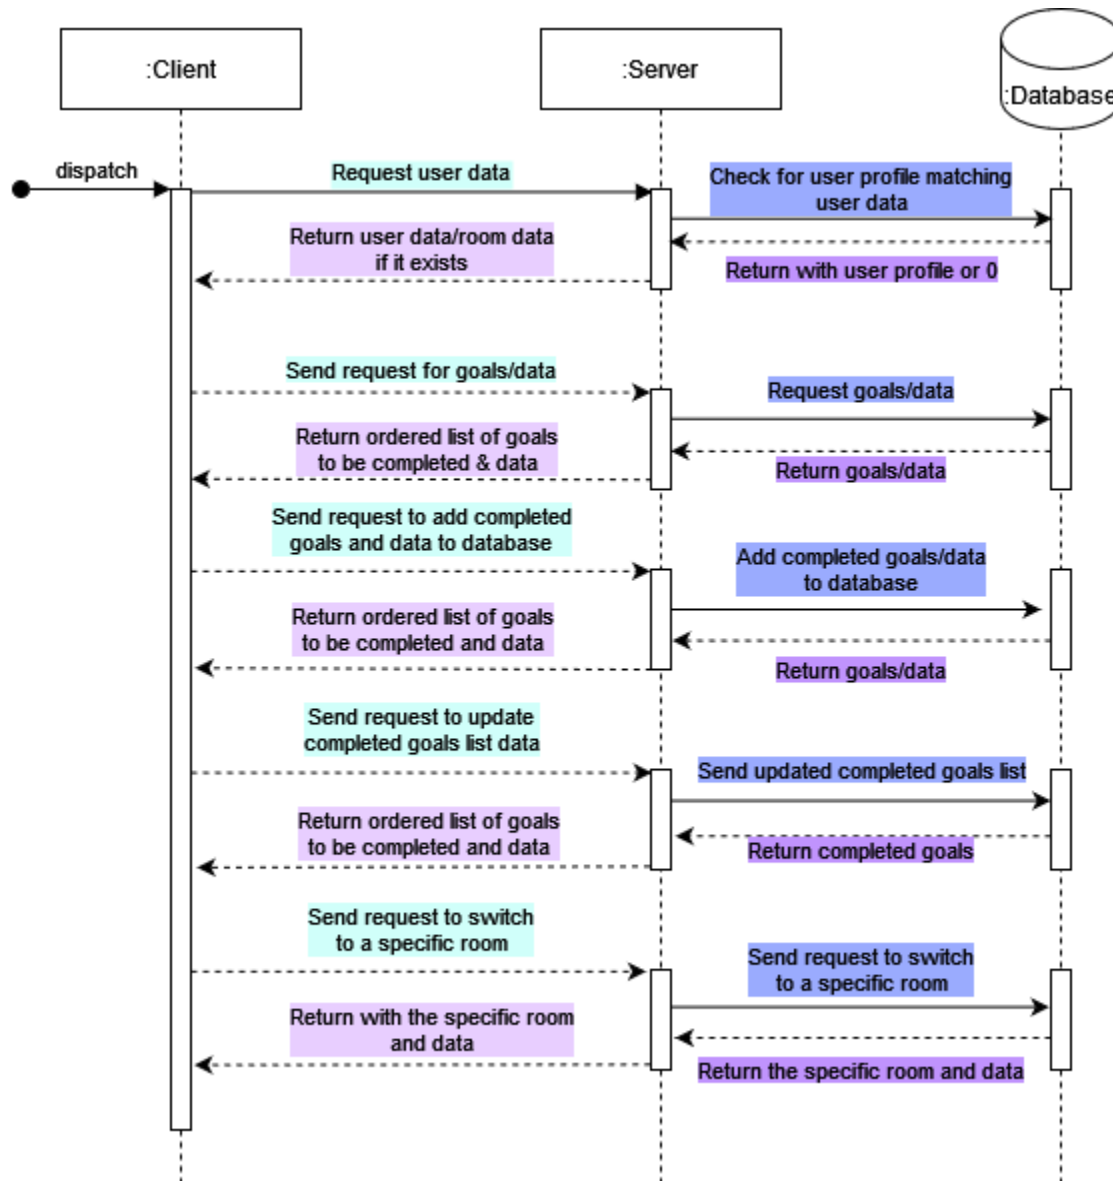 :Client
:Server
:Database
dispatch
Request user data
Check for user profile matching
user data
Return user data/room data
if it exists
Return with user profile or 0
Send request for goals/data
Request goals/data
Return ordered list of goals
to be completed & data
Return goals/data
Send request to add completed
goals and data to database
Add completed goals/data
to database
Return ordered list of goals
to be completed and data
Return goals/data
Send request to update
completed goals list data
Send updated completed goals list
Return ordered list of goals
to be completed and data
Return completed goals
Send request to switch
to a specific room
Send request to switch
to a specific room
Return with the specific room
and data
Return the specific room and data